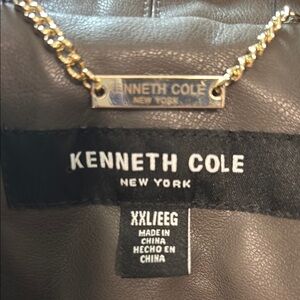 KENNETH COLE
NEW YORK
KENNETH COLE
NEW YORK
XXL/EEG
MADE IN
CHINA
HECHO EN
CHINA